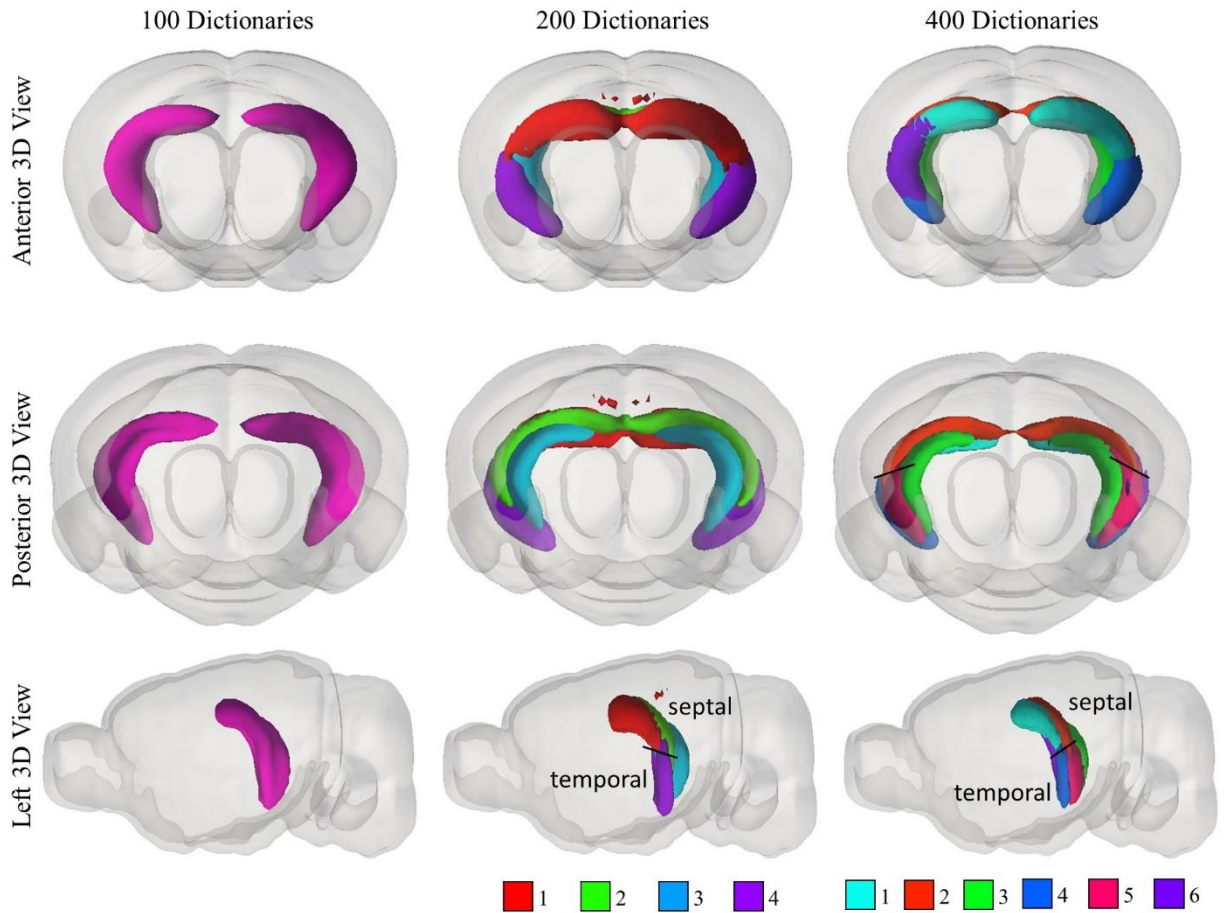 100 Dictionaries 200 Dictionaries 400 Dictionaries
Anterior 3D View
Posterior 3D View
Left 3D View
septal
temporal
septal
temporal
1 2 3 4
1 2 3 4 5 6